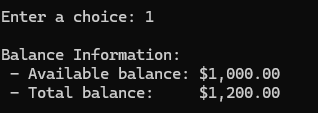 Enter a choice: 1
Balance Information:
- Available balance: $1,000.00
- Total balance: $1,200.00